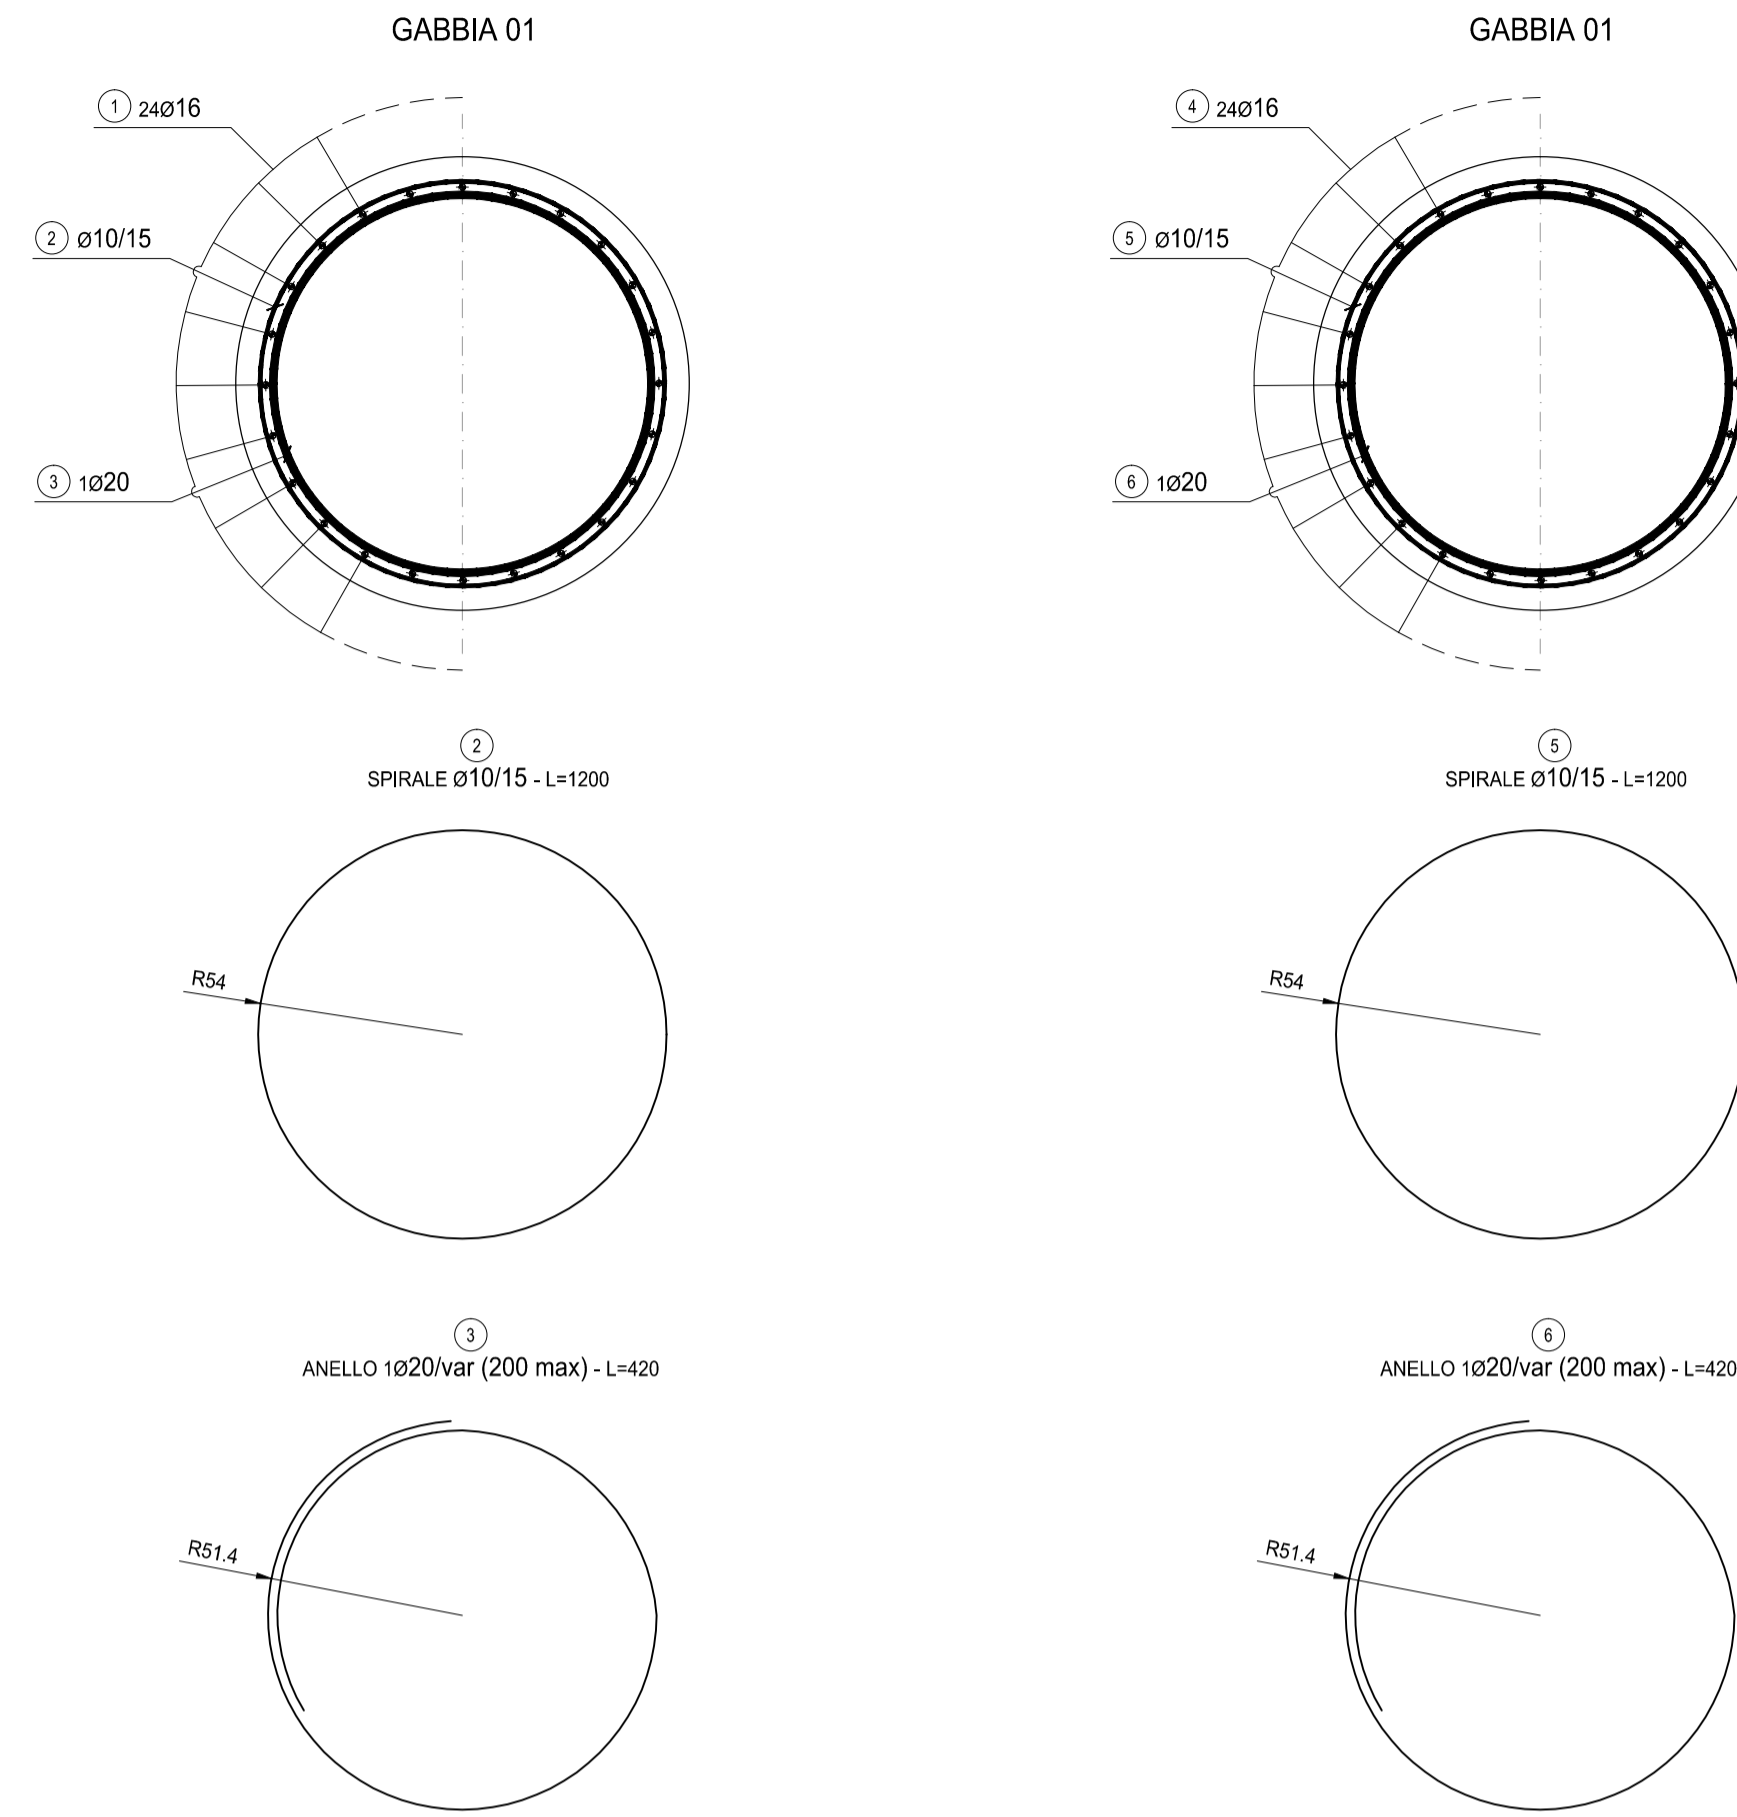 GABBIA 01
1 24Ø16
2 Ø10/15
3 1Ø20
2
SPIRALE Ø10/15 - L=1200
R54
3
ANELLO 1Ø20/var (200 max) - L=420
R51.4
GABBIA 01
4 24Ø16
5 Ø10/15
6 1Ø20
5
SPIRALE Ø10/15 - L=1200
R54
6
ANELLO 1Ø20/var (200 max) - L=420
R51.4